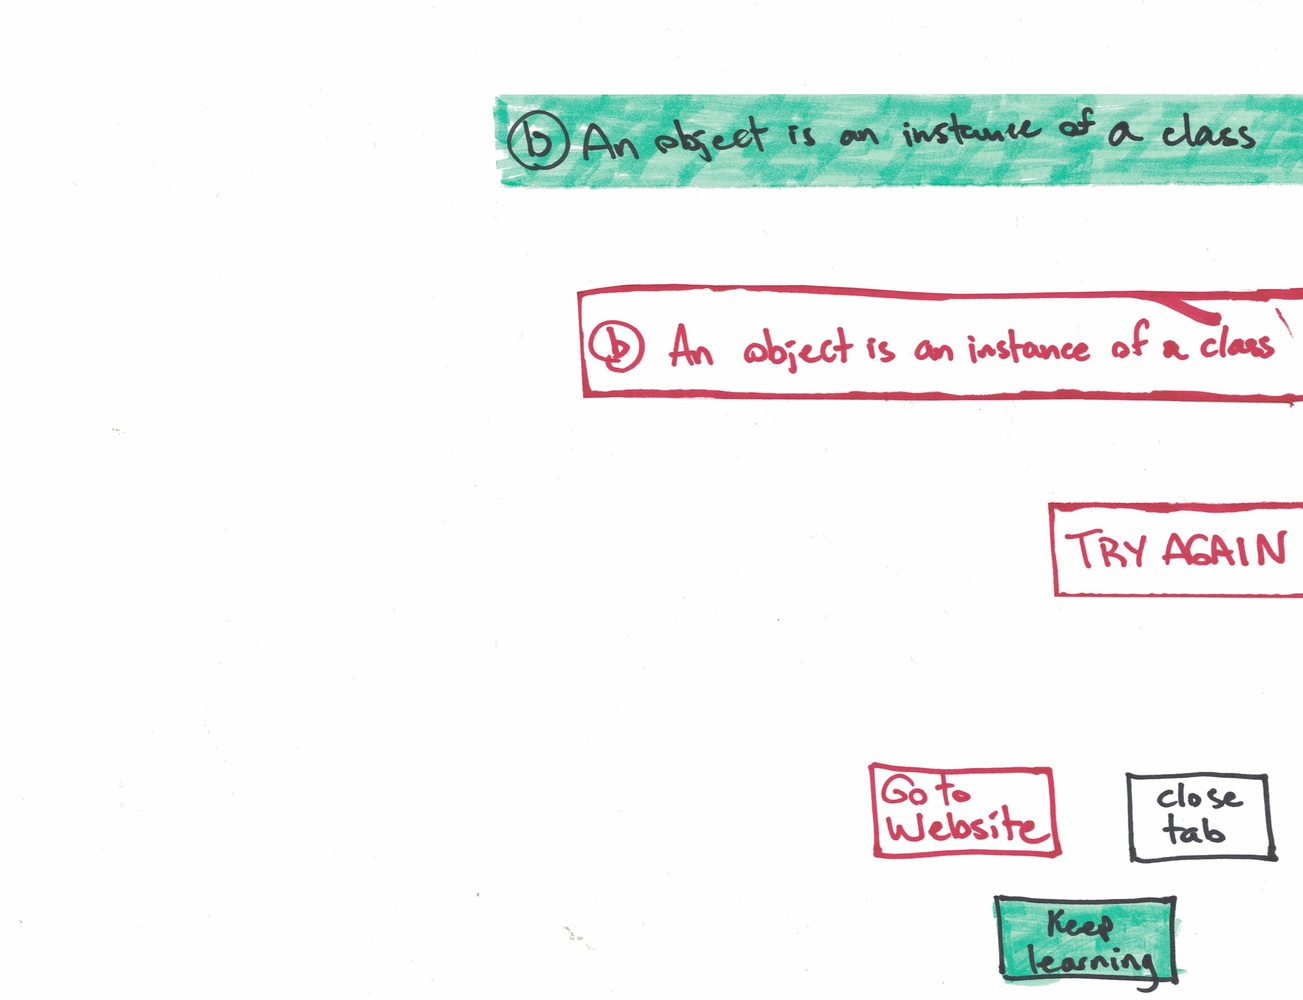 b An object is an instance of a class
b An object is an instance of a class
TRY AGAIN
Go to
Website
close
tab
Keep
learning